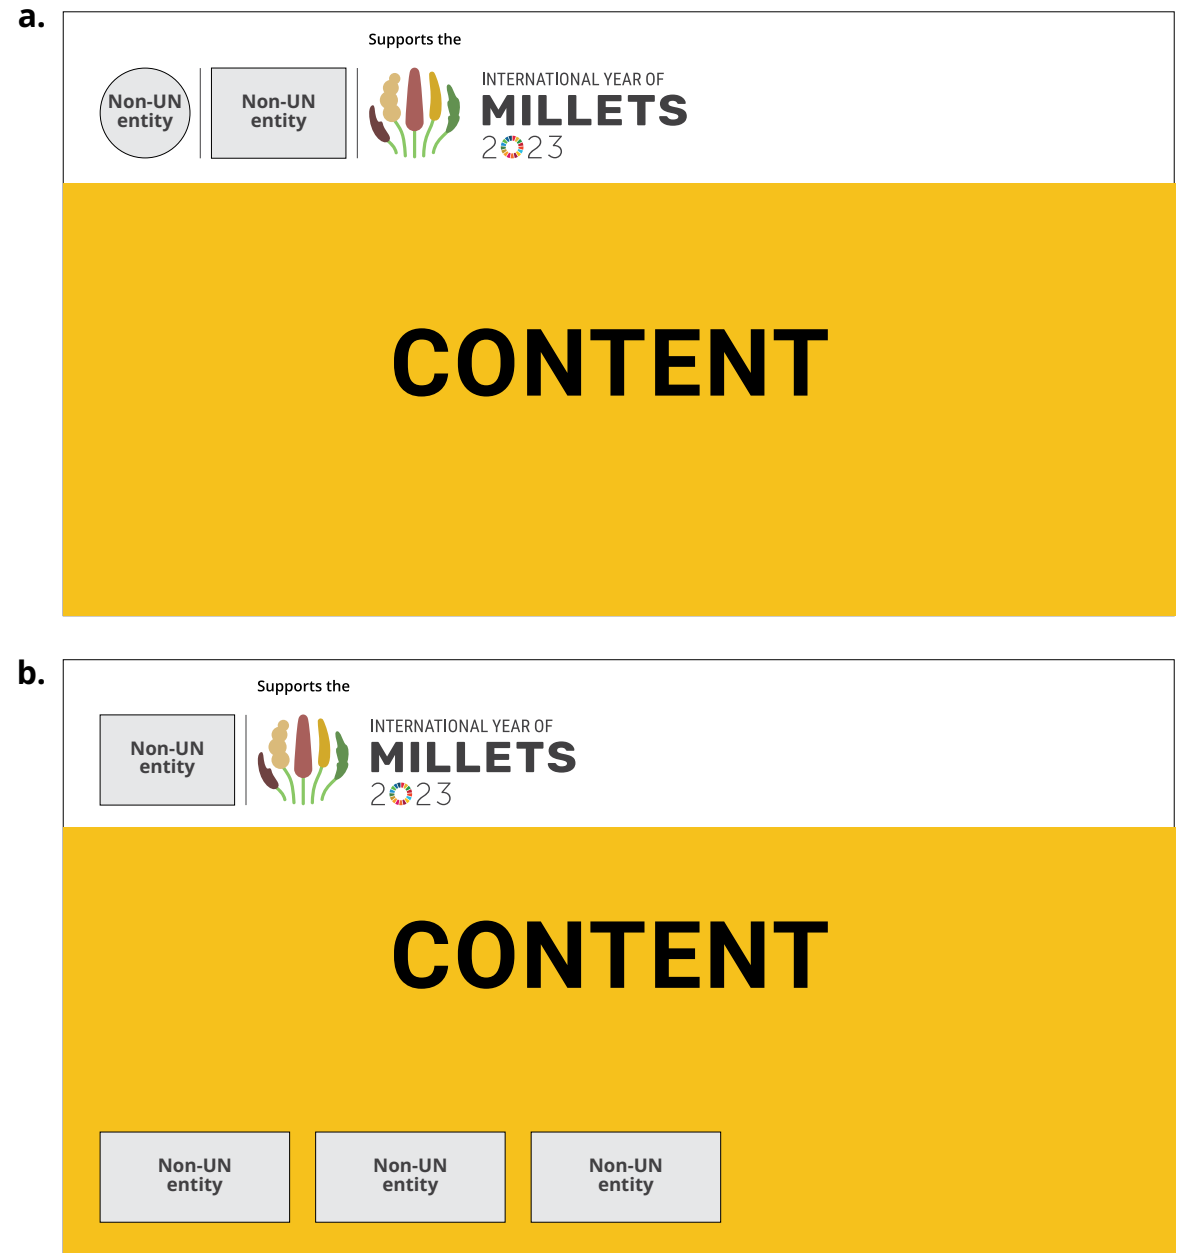 a.
Supports the
Non-UN
entity
Non-UN
entity
INTERNATIONAL YEAR OF
MILLETS
2023
CONTENT
b.
Supports the
Non-UN
entity
INTERNATIONAL YEAR OF
MILLETS
2023
CONTENT
Non-UN
entity
Non-UN
entity
Non-UN
entity